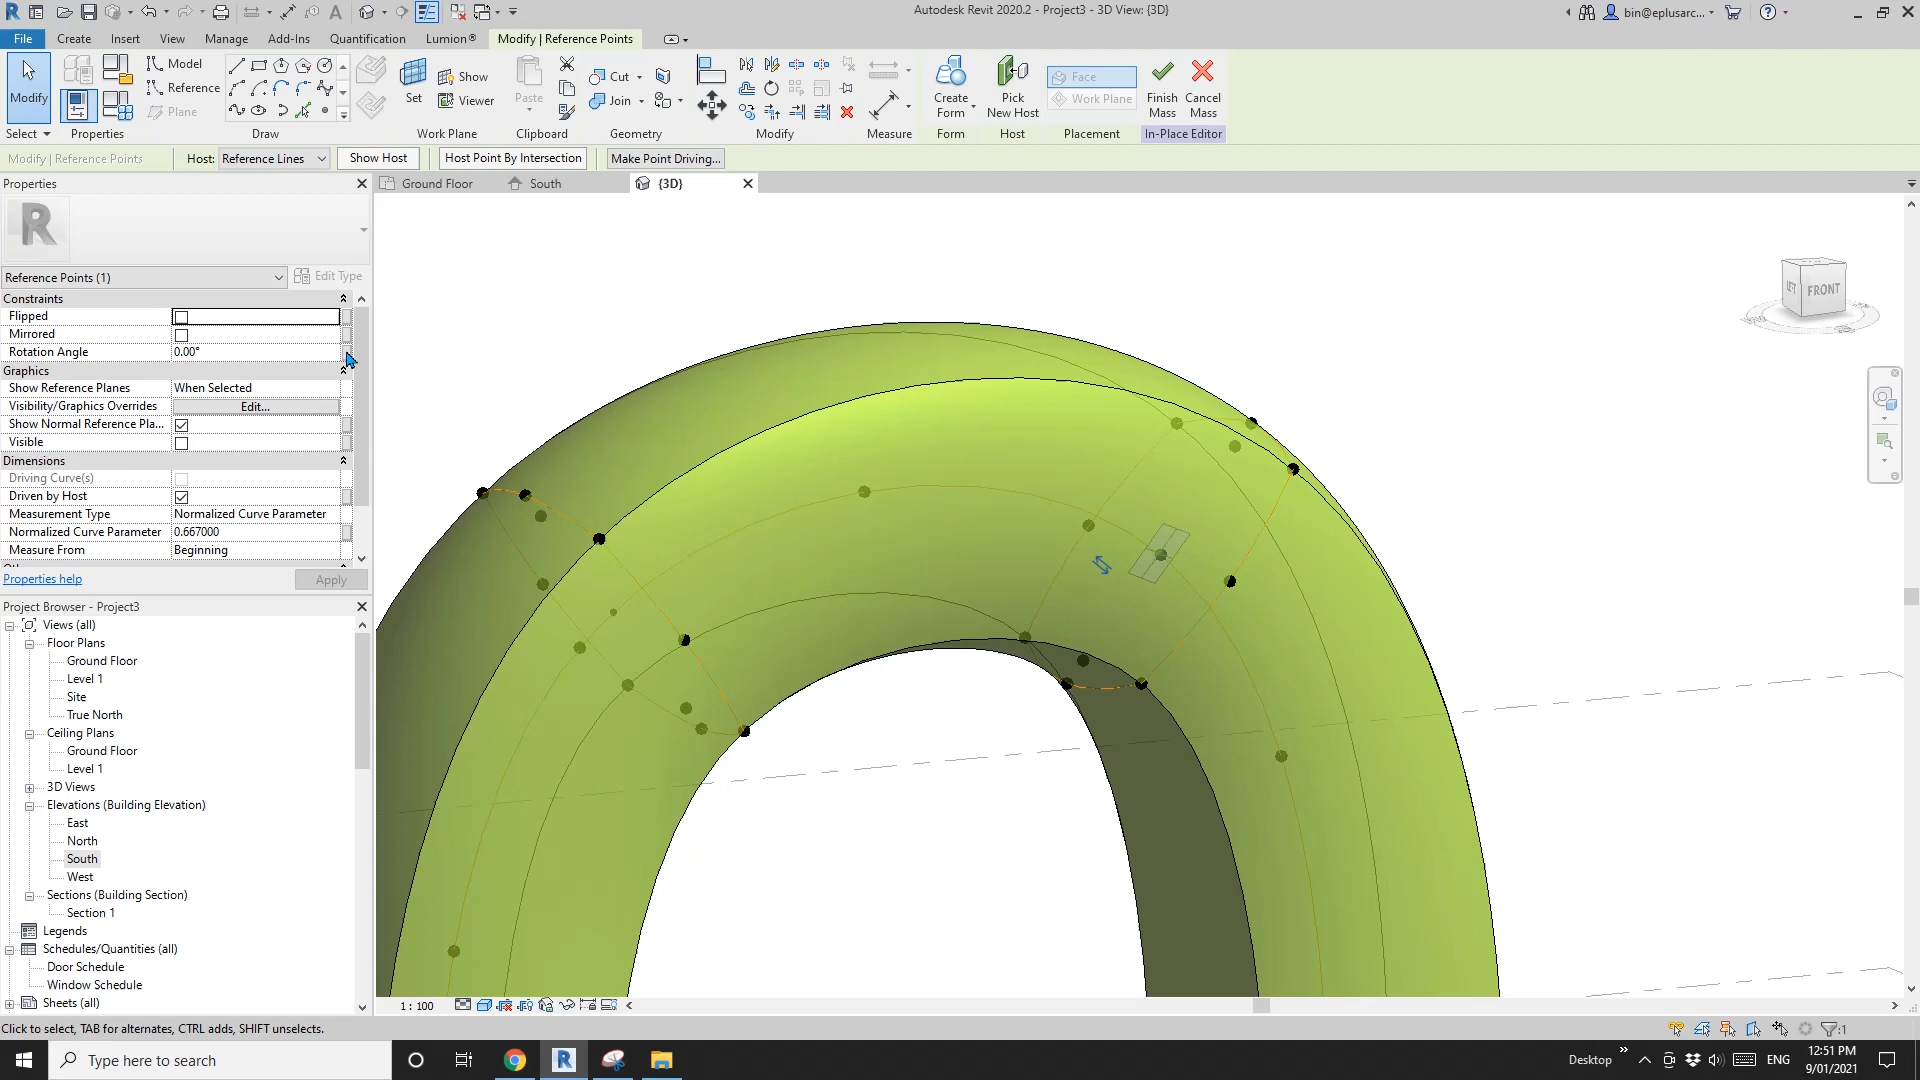 Autodesk Revit 2020.2 - Project3 - 3D View: {3D}
bin@eplusarc...
File Create Insert View Manage Add-Ins Quantification Lumion® Modify | Reference Points
Modify
Select
Properties
Model
Reference
Plane
Draw
Set
Show
Viewer
Work Plane
Paste
Clipboard
Cut
Join
Geometry
Modify
Measure
Create Form
Form
Pick New Host
Host
Face
Work Plane
Placement
Finish Mass
Cancel Mass
In-Place Editor
Modify | Reference Points Host: Reference Lines Show Host Host Point By Intersection Make Point Driving...
Properties
Ground Floor South {3D}
R
Reference Points (1) Edit Type
Constraints
Flipped
Mirrored
Rotation Angle 0.00°
Graphics
Show Reference Planes When Selected
Visibility/Graphics Overrides Edit...
Show Normal Reference Pla...
Visible
Dimensions
Driving Curve(s)
Driven by Host
Measurement Type Normalized Curve Parameter
Normalized Curve Parameter 0.667000
Measure From Beginning
Properties help Apply
Project Browser - Project3
Views (all)
Floor Plans
Ground Floor
Level 1
Site
True North
Ceiling Plans
Ground Floor
Level 1
3D Views
Elevations (Building Elevation)
East
North
South
West
Sections (Building Section)
Section 1
Legends
Schedules/Quantities (all)
Door Schedule
Window Schedule
Sheets (all)
LEFT FRONT
1 : 100
Click to select, TAB for alternates, CTRL adds, SHIFT unselects.
:1
Type here to search
Desktop
ENG
12:51 PM
9/01/2021